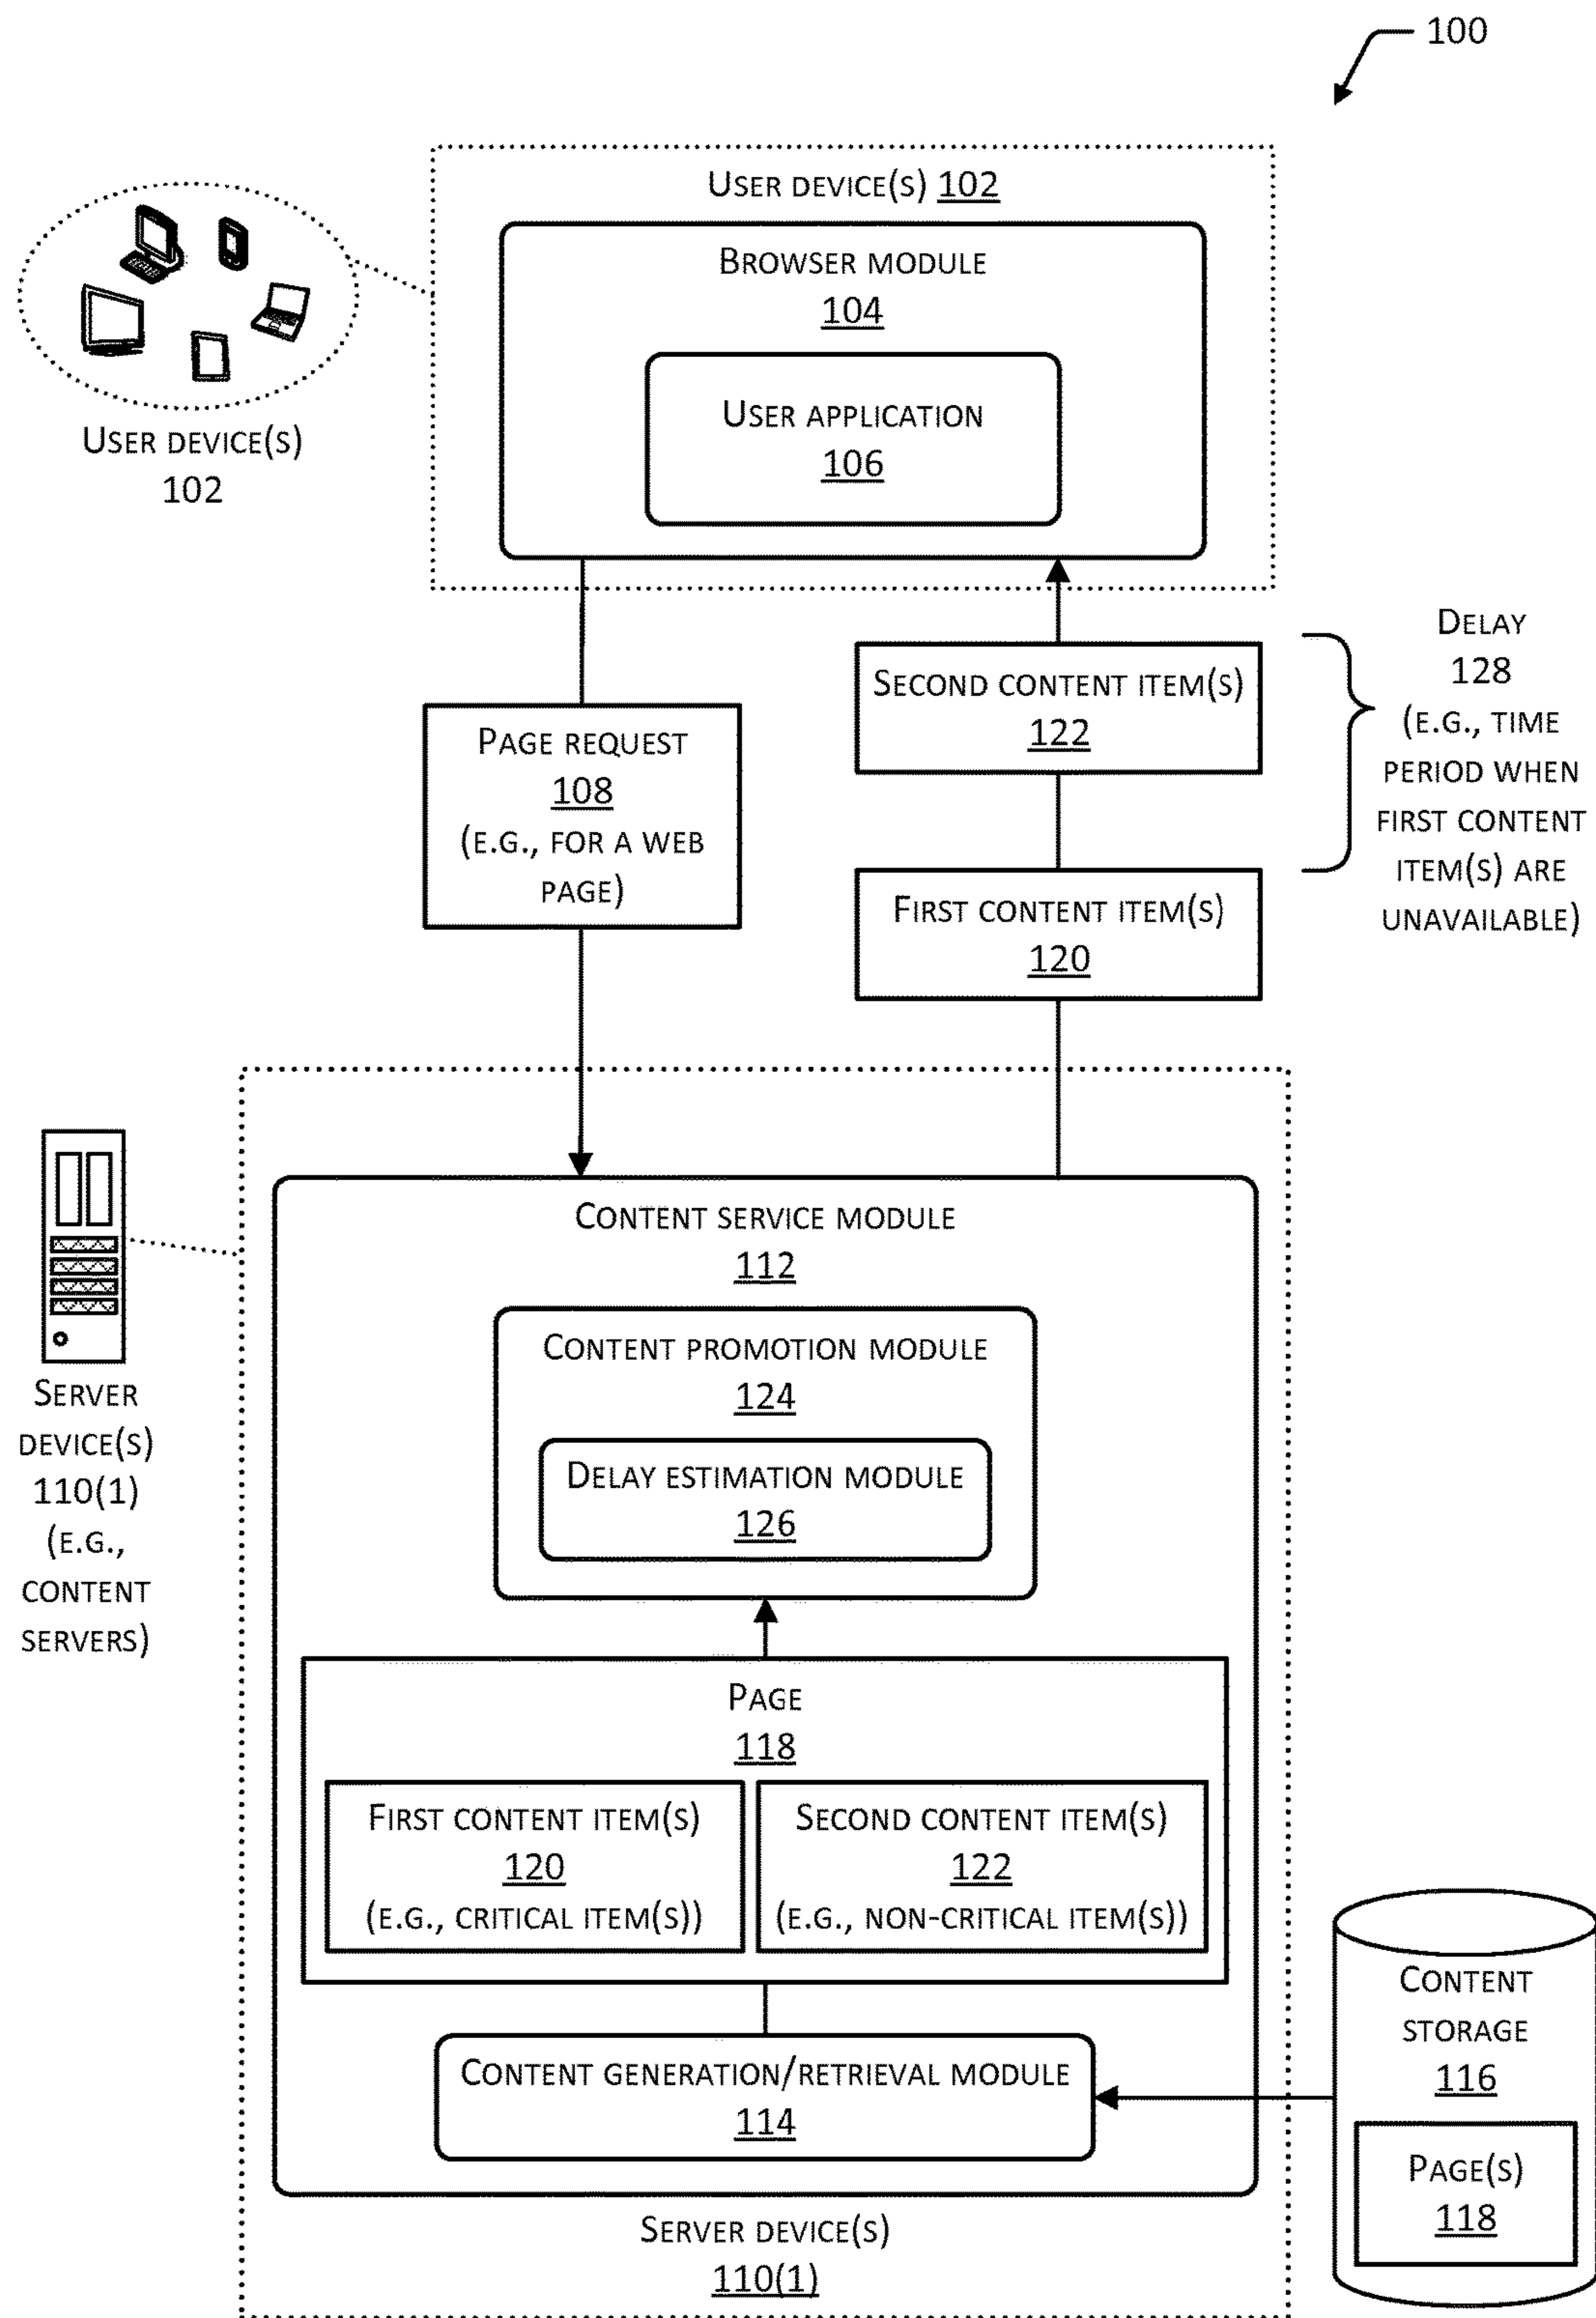 100
User device(s) 102
Browser module
104
User application
106
User device(s)
102
Page request
108
(e.g., for a web
page)
Second content item(s)
122
First content item(s)
120
Delay
128
(e.g., time
period when
first content
item(s) are
unavailable)
Server
device(s)
110(1)
(e.g.,
content
servers)
Content service module
112
Content promotion module
124
Delay estimation module
126
Page
118
First content item(s)
120
(e.g., critical item(s))
Second content item(s)
122
(e.g., non-critical item(s))
Content generation/retrieval module
114
Server device(s)
110(1)
Content
storage
116
Page(s)
118